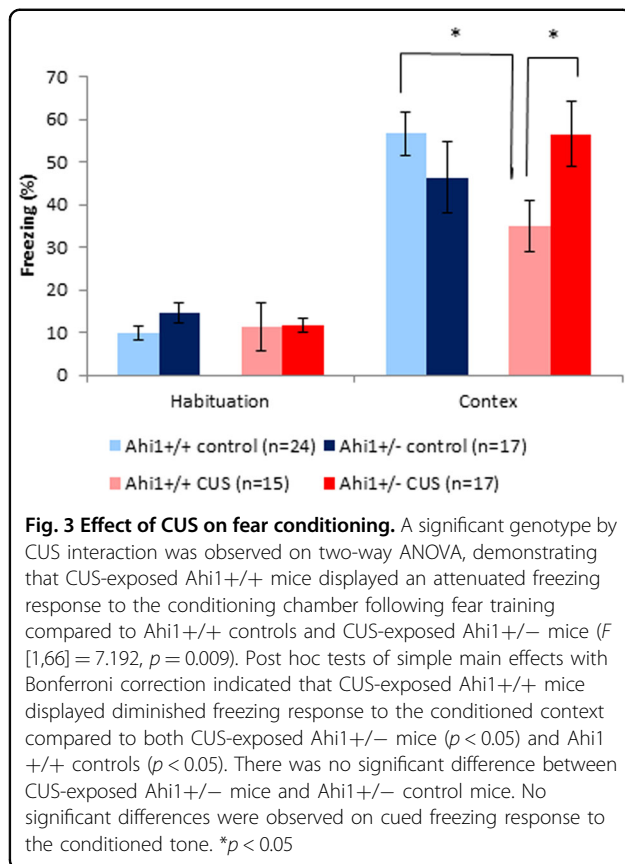 * *
70
60
50
40
30
20
10
0
Freezing (%)
Habituation Contex
Ahi1+/+ control (n=24) Ahi1+/- control (n=17)
Ahi1+/+ CUS (n=15) Ahi1+/- CUS (n=17)
Fig. 3 Effect of CUS on fear conditioning. A significant genotype by
CUS interaction was observed on two-way ANOVA, demonstrating
that CUS-exposed Ahi1+/+ mice displayed an attenuated freezing
response to the conditioning chamber following fear training
compared to Ahi1+/+ controls and CUS-exposed Ahi1+/− mice (F
[1,66] = 7.192, p = 0.009). Post hoc tests of simple main effects with
Bonferroni correction indicated that CUS-exposed Ahi1+/+ mice
displayed diminished freezing response to the conditioned context
compared to both CUS-exposed Ahi1+/− mice (p < 0.05) and Ahi1
+/+ controls (p < 0.05). There was no significant difference between
CUS-exposed Ahi1+/− mice and Ahi1+/− control mice. No
significant differences were observed on cued freezing response to
the conditioned tone. *p < 0.05